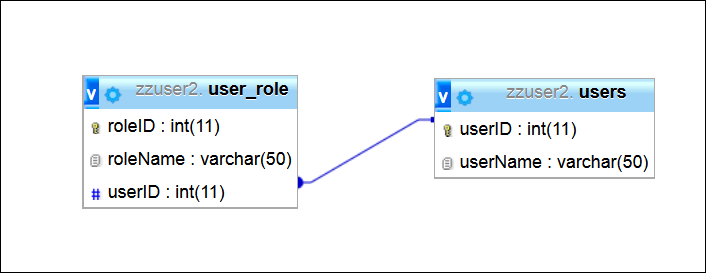 v zzuser2. user_role
roleID : int(11)
roleName : varchar(50)
# userID : int(11)
v zzuser2. users
userID : int(11)
userName : varchar(50)